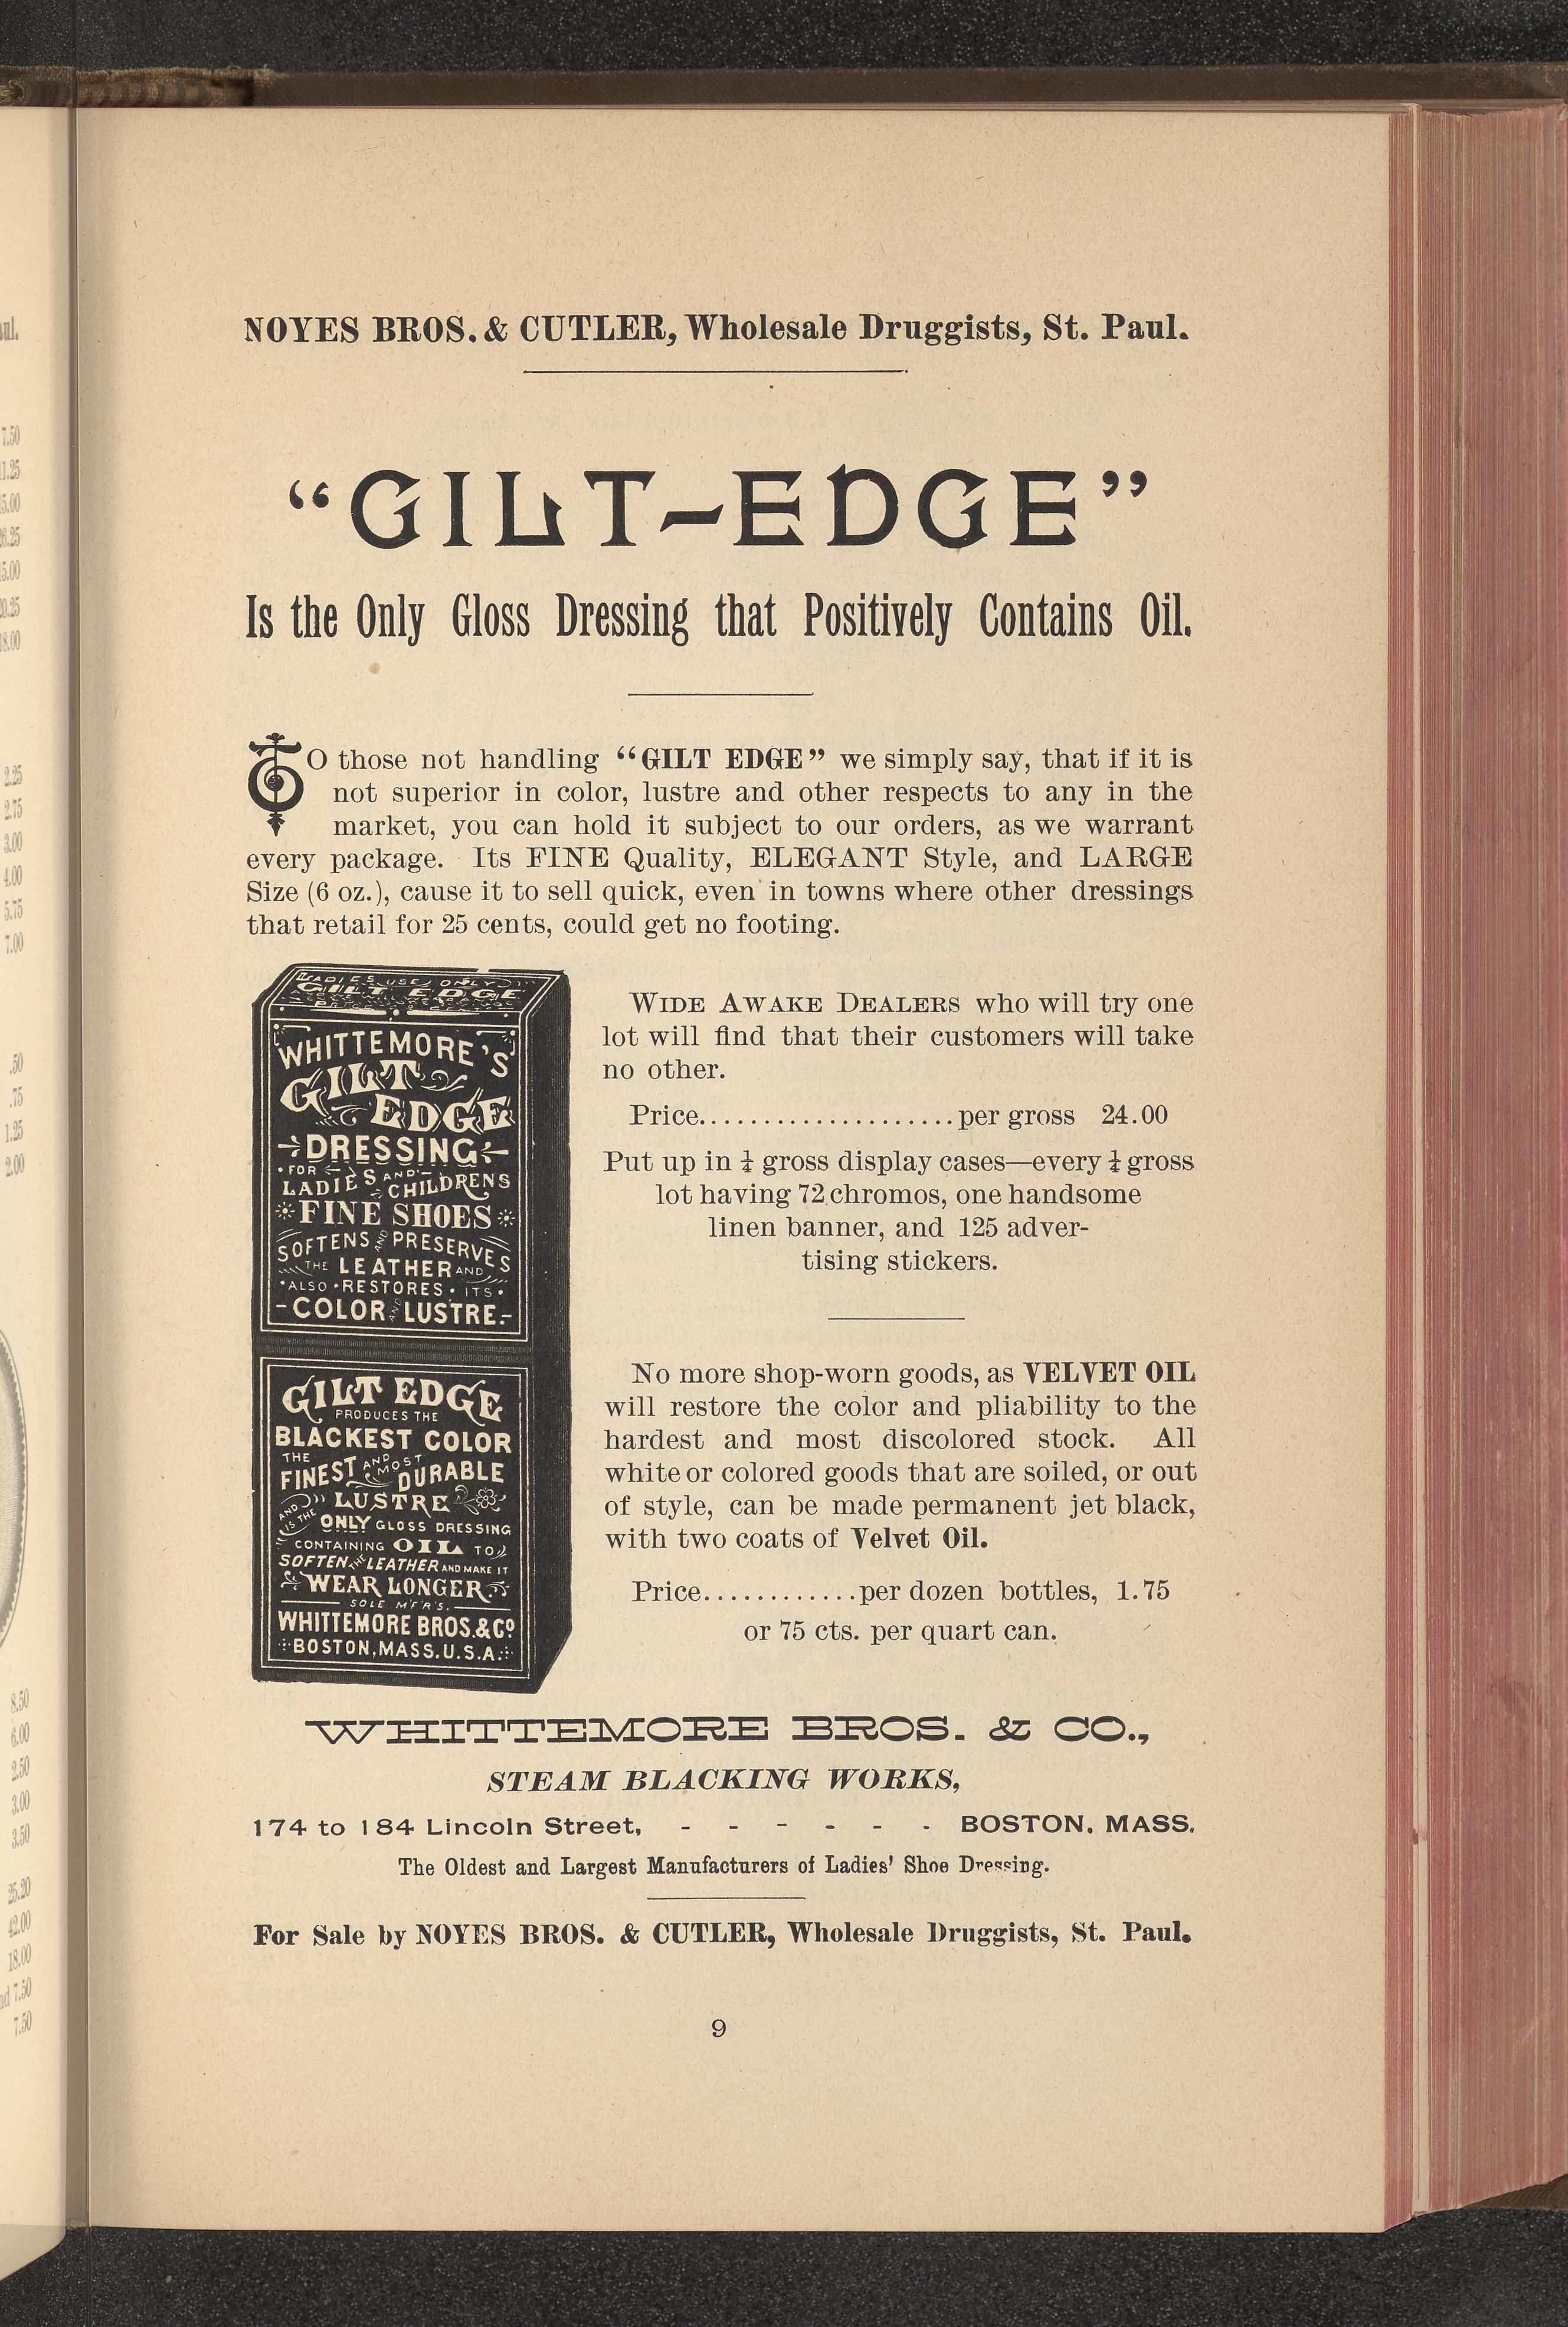 NOYES BROS. & CUTLER, Wholesale Druggists, St. Paul.
“GILT-EDGE”
Is the Only Gloss Dressing that Positively Contains Oil.
TO those not handling “GILT EDGE” we simply say, that if it is
not superior in color, lustre and other respects to any in the
market, you can hold it subject to our orders, as we warrant
every package. Its FINE Quality, ELEGANT Style, and LARGE
Size (6 oz.), cause it to sell quick, even in towns where other dressings
that retail for 25 cents, could get no footing.
LADIES USE ONLY
GILT EDGE
WHITTEMORE'S
GILT
EDGE
DRESSING
FOR
LADIES AND CHILDRENS
FINE SHOES
SOFTENS AND PRESERVES
THE LEATHER AND
ALSO RESTORES ITS
COLOR AND LUSTRE.
GILT EDGE
PRODUCES THE
BLACKEST COLOR
THE
FINEST AND MOST DURABLE
LUSTRE
AND IS THE ONLY GLOSS DRESSING
CONTAINING OIL TO
SOFTEN THE LEATHER AND MAKE IT
WEAR LONGER
SOLE M'F'R'S.
WHITTEMORE BROS. & Co
BOSTON, MASS. U.S.A.
WIDE AWAKE DEALERS who will try one
lot will find that their customers will take
no other.
Price....................per gross 24.00
Put up in ¼ gross display cases—every ¼ gross
lot having 72 chromos, one handsome
linen banner, and 125 adver-
tising stickers.
No more shop-worn goods, as VELVET OIL
will restore the color and pliability to the
hardest and most discolored stock. All
white or colored goods that are soiled, or out
of style, can be made permanent jet black,
with two coats of Velvet Oil.
Price............per dozen bottles, 1.75
or 75 cts. per quart can.
WHITTEMORE BROS. & CO.,
STEAM BLACKING WORKS,
174 to 184 Lincoln Street, - - - - - - BOSTON, MASS.
The Oldest and Largest Manufacturers of Ladies' Shoe Dressing.
For Sale by NOYES BROS. & CUTLER, Wholesale Druggists, St. Paul.
9